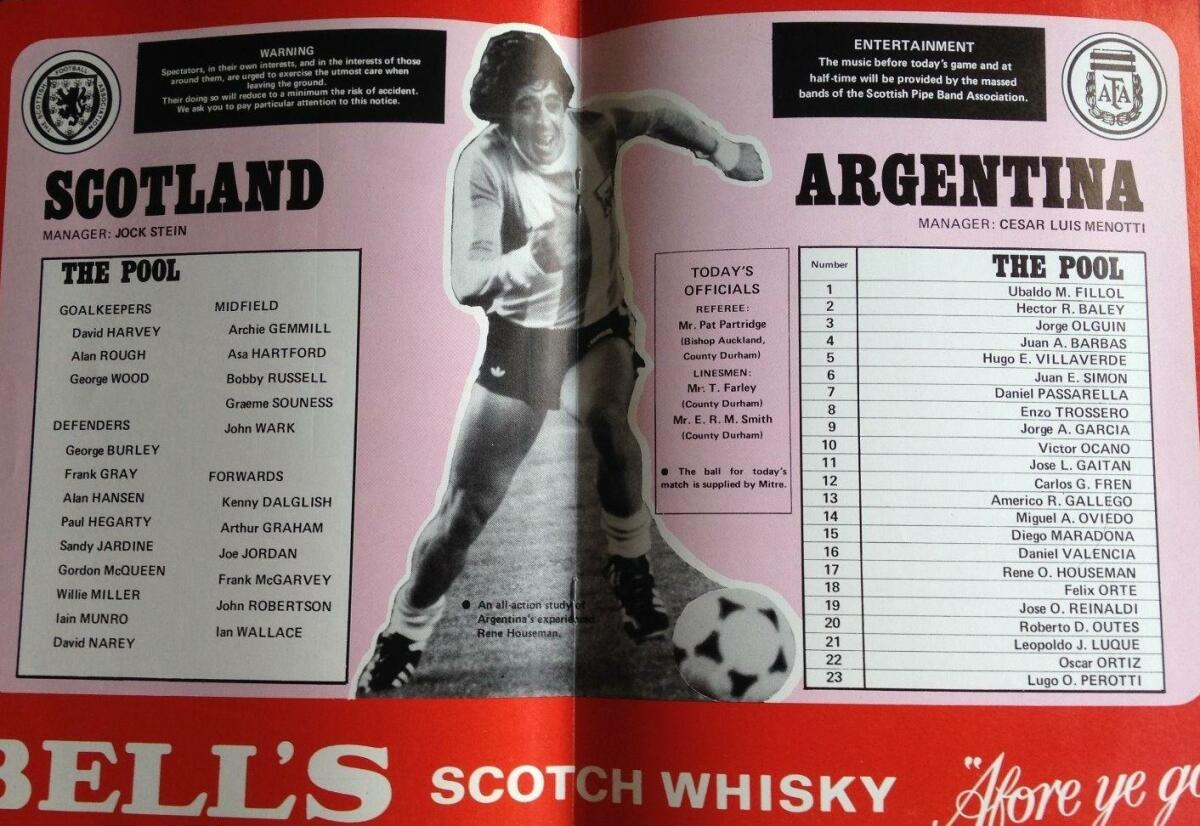 THE SCOTTISH FOOTBALL ASSOCIATION
WARNING
Spectators, in their own interests, and in the interests of those
around them, are urged to exercise the utmost care when
leaving the ground.
Their doing so will reduce to a minimum the risk of accident.
We ask you to pay particular attention to this notice.
SCOTLAND
MANAGER: JOCK STEIN
THE POOL
GOALKEEPERS
David HARVEY
Alan ROUGH
George WOOD
DEFENDERS
George BURLEY
Frank GRAY
Alan HANSEN
Paul HEGARTY
Sandy JARDINE
Gordon McQUEEN
Willie MILLER
Iain MUNRO
David NAREY
MIDFIELD
Archie GEMMILL
Asa HARTFORD
Bobby RUSSELL
Graeme SOUNESS
John WARK
FORWARDS
Kenny DALGLISH
Arthur GRAHAM
Joe JORDAN
Frank McGARVEY
John ROBERTSON
Ian WALLACE
● An all-action study of
Argentina's experienced
Rene Houseman.
ENTERTAINMENT
The music before today's game and at
half-time will be provided by the massed
bands of the Scottish Pipe Band Association.
AFA
ARGENTINA
MANAGER: CESAR LUIS MENOTTI
TODAY'S
OFFICIALS
REFEREE:
Mr. Pat Partridge
(Bishop Auckland,
County Durham)
LINESMEN:
Mr. T. Farley
(County Durham)
Mr. E. R. M. Smith
(County Durham)
● The ball for today's
match is supplied by Mitre.
Number THE POOL
1 Ubaldo M. FILLOL
2 Hector R. BALEY
3 Jorge OLGUIN
4 Juan A. BARBAS
5 Hugo E. VILLAVERDE
6 Juan E. SIMON
7 Daniel PASSARELLA
8 Enzo TROSSERO
9 Jorge A. GARCIA
10 Victor OCANO
11 Jose L. GAITAN
12 Carlos G. FREN
13 Americo R. GALLEGO
14 Miguel A. OVIEDO
15 Diego MARADONA
16 Daniel VALENCIA
17 Rene O. HOUSEMAN
18 Felix ORTE
19 Jose O. REINALDI
20 Roberto D. OUTES
21 Leopoldo J. LUQUE
22 Oscar ORTIZ
23 Lugo O. PEROTTI
BELL'S SCOTCH WHISKY "Afore ye go